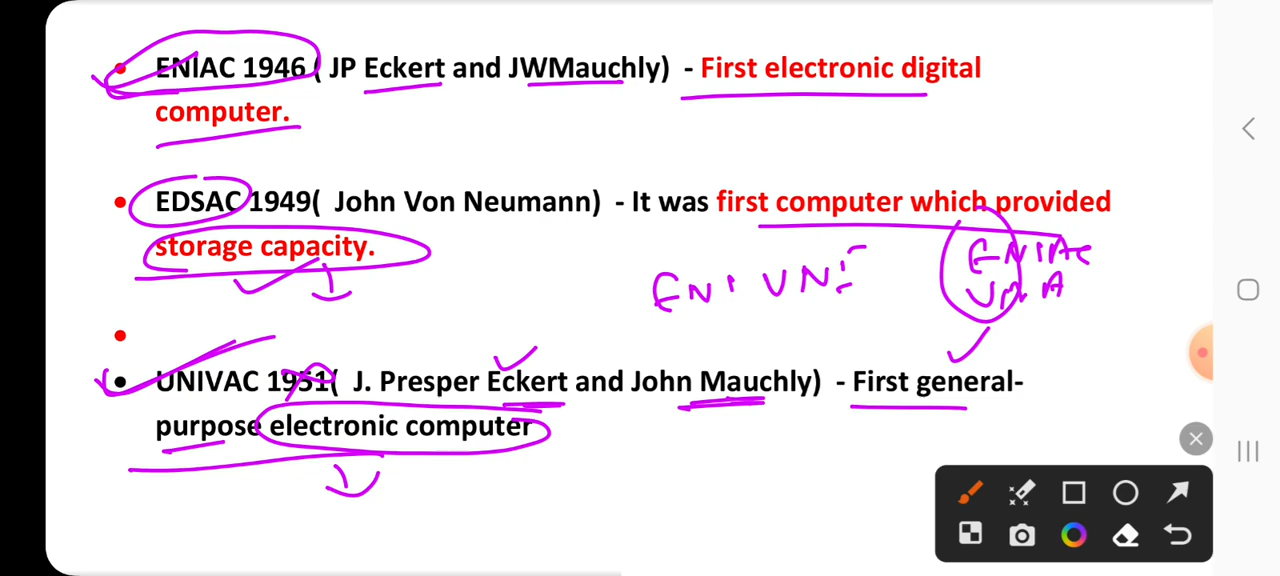 • ENIAC 1946 ( JP Eckert and JWMauchly) - First electronic digital
computer.
• EDSAC 1949( John Von Neumann) - It was first computer which provided
storage capacity.
ENIAC
ENI UNI
•
• UNIVAC 1951( J. Presper Eckert and John Mauchly) - First general-
purpose electronic computer